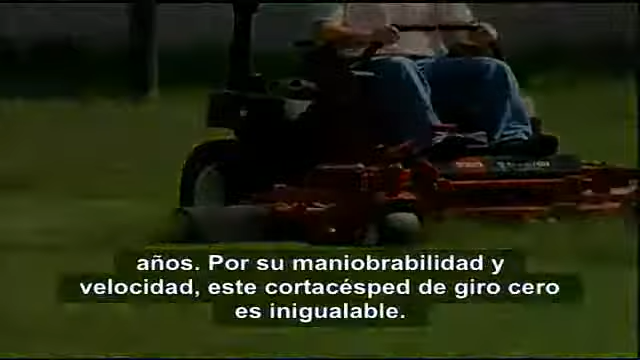 años. Por su maniobrabilidad y
velocidad, este cortacésped de giro cero
es inigualable.